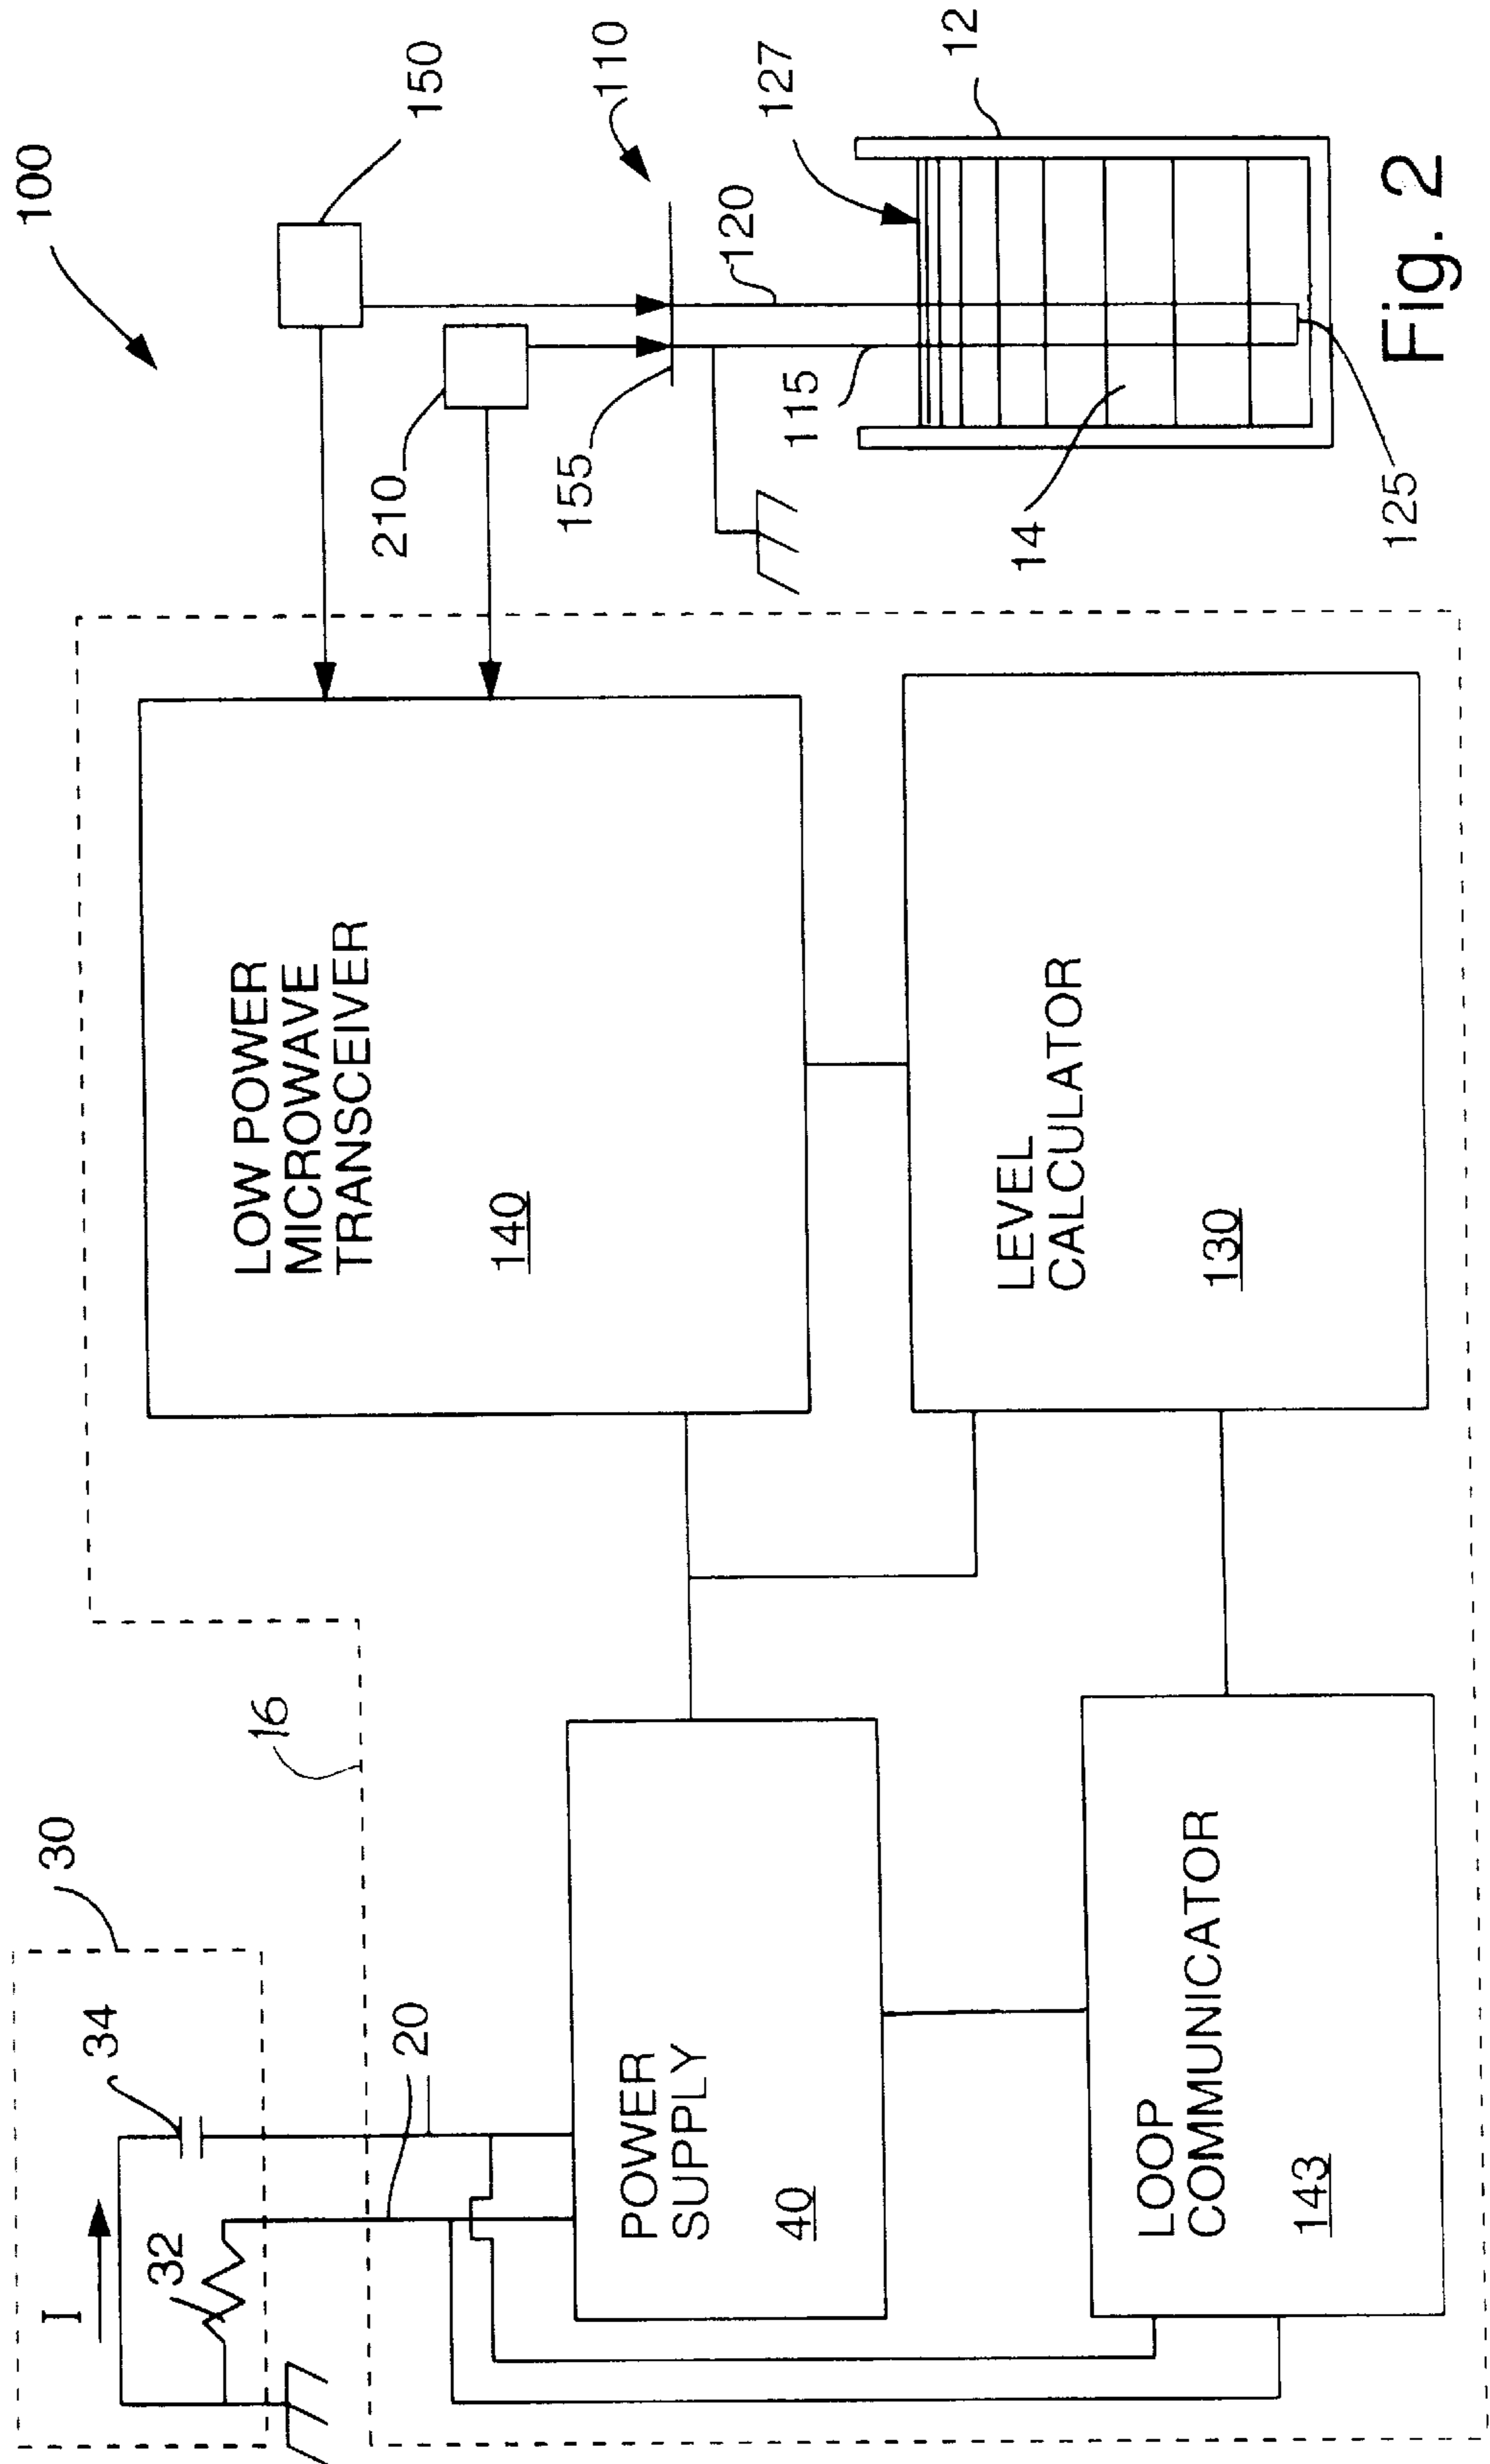 100
150
110
120
127
12
210
155
115
14
125
LOW POWER
MICROWAVE
TRANSCEIVER
140
LEVEL
CALCULATOR
130
16
30
34
20
I
32
POWER
SUPPLY
40
LOOP
COMMUNICATOR
143
Fig. 2